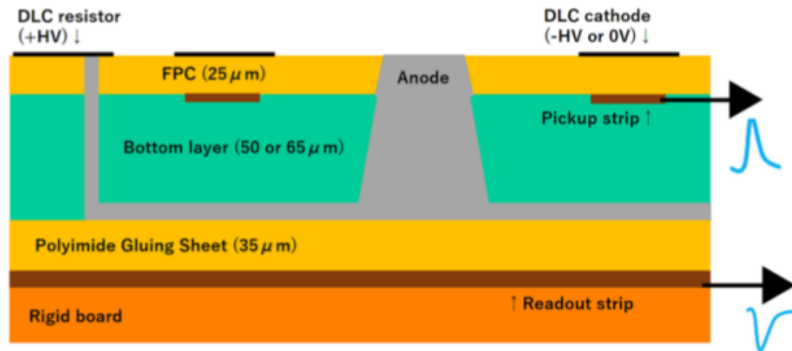 DLC resistor
(+HV) ↓
DLC cathode
(-HV or 0V) ↓
FPC (25μm)
Anode
Pickup strip ↑
Bottom layer (50 or 65μm)
Polyimide Gluing Sheet (35μm)
↑ Readout strip
Rigid board